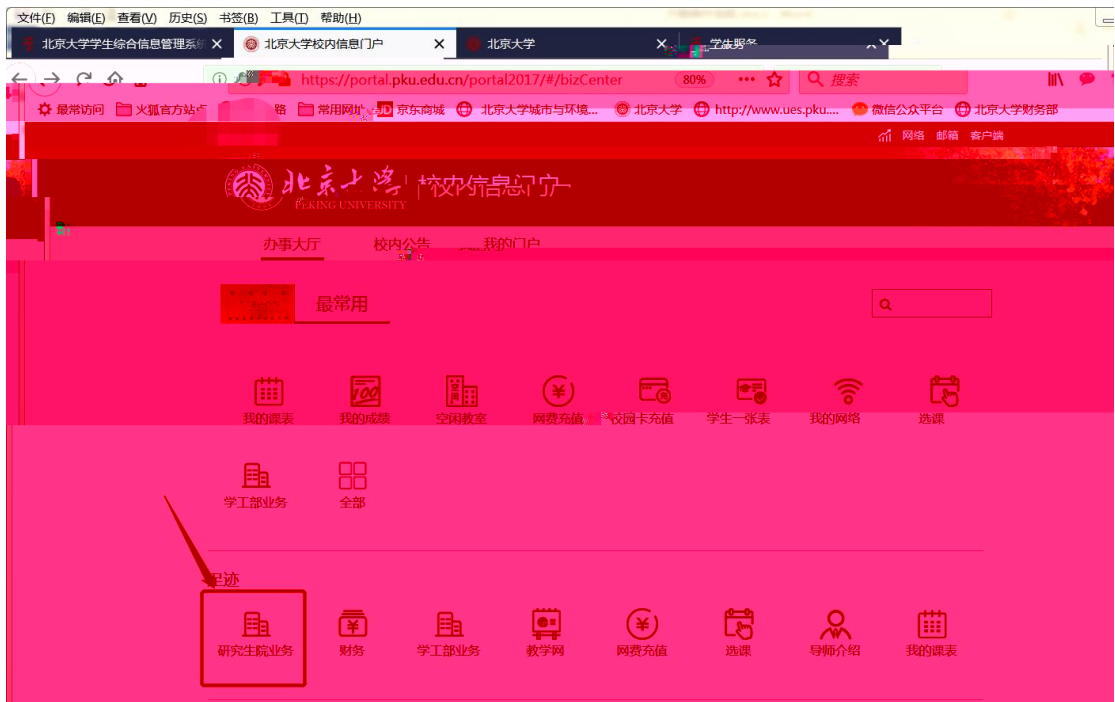 文件(F) 编辑(E) 查看(V) 历史(S) 书签(B) 工具(T) 帮助(H)
北京大学学生综合信息管理系统 北京大学校内信息门户 北京大学
https://portal.pku.edu.cn/portal2017/#/bizCenter 80% 搜索
最常访问 火狐官方站点 常用网址 京东商城 北京大学城市与环境... 北京大学 http://www.ues.pku.... 微信公众平台 北京大学财务部
网络 邮箱 客户端
北京大学 校内信息门户
PEKING UNIVERSITY
办事大厅 校内公告 我的门户
最常用
我的课表 我的成绩 空闲教室 网费充值 校园卡充值 学生一张表 我的网络 选课
学工部业务 全部
足迹
研究生院业务 财务 学工部业务 教学网 网费充值 选课 导师介绍 我的课表